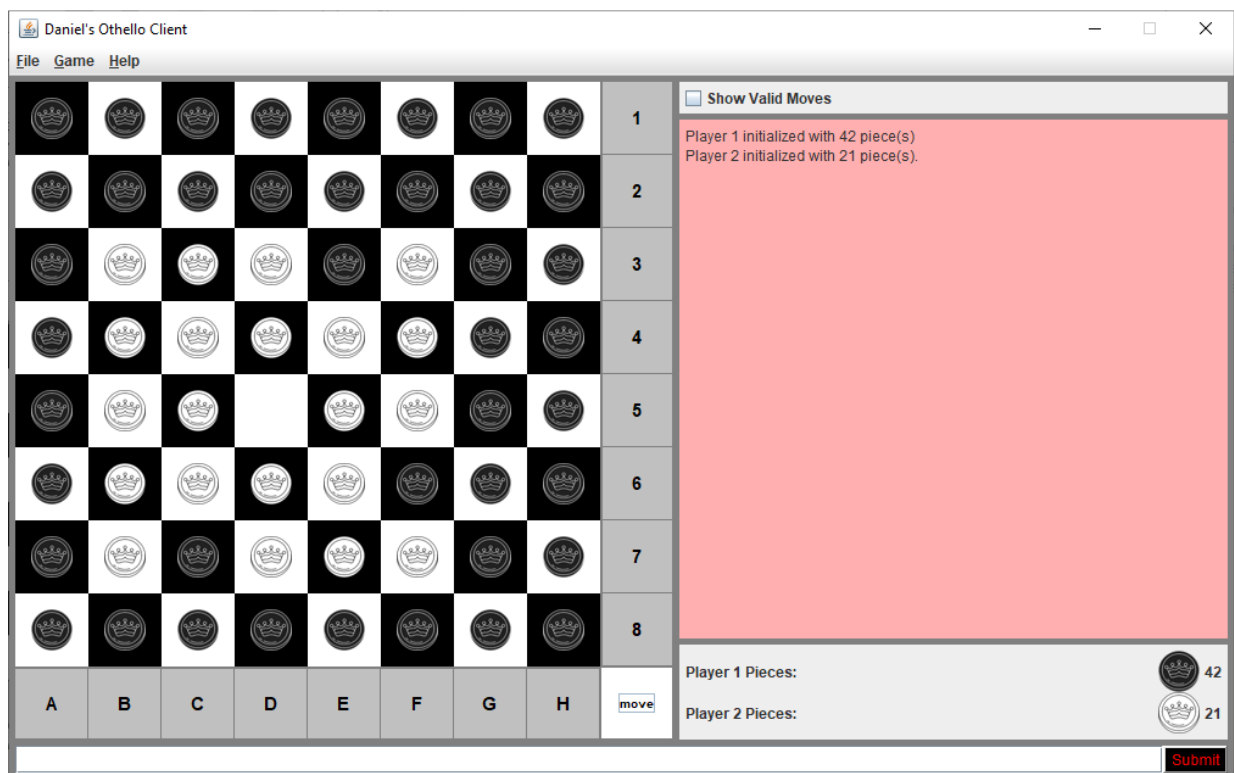 Daniel's Othello Client
File Game Help
1
2
3
4
5
6
7
8
A B C D E F G H move
Show Valid Moves
Player 1 initialized with 42 piece(s)
Player 2 initialized with 21 piece(s).
Player 1 Pieces: 42
Player 2 Pieces: 21
Submit